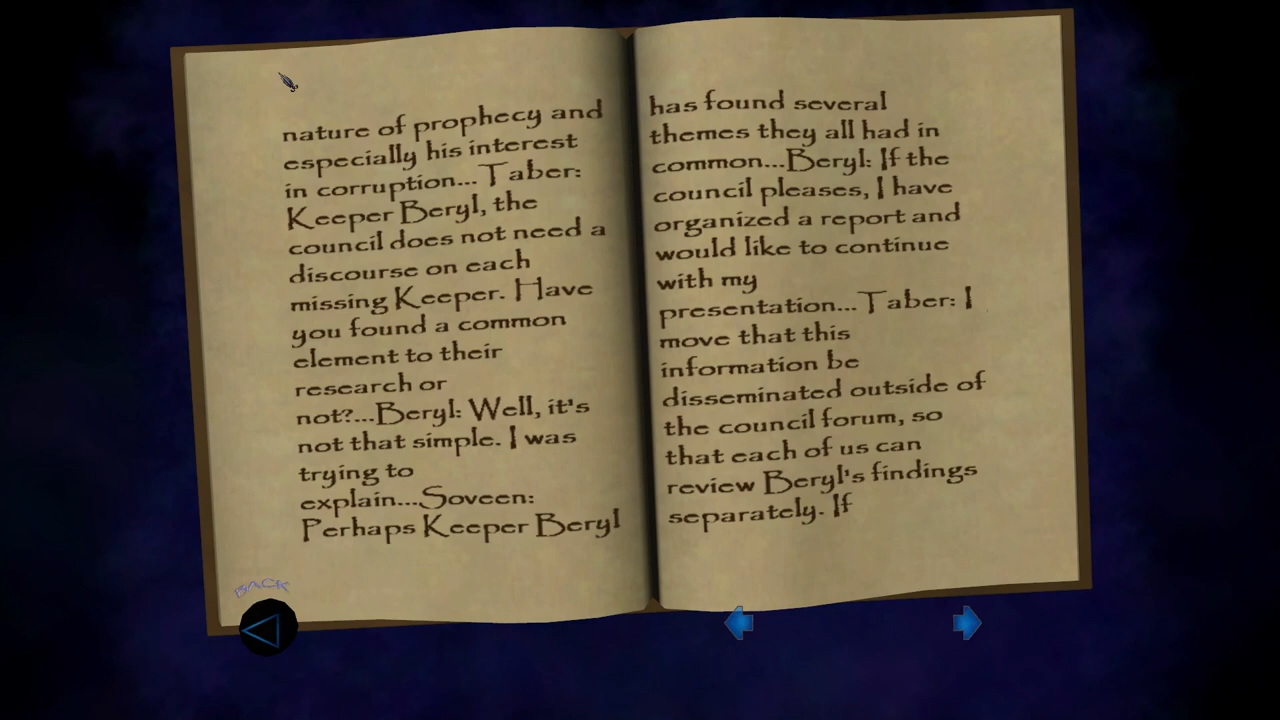 nature of prophecy and
especially his interest
in corruption... Taber:
Keeper Beryl, the
council does not need a
discourse on each
missing Keeper. Have
you found a common
element to their
research or
not?...Beryl: Well, it's
not that simple. I was
trying to
explain...Soveen:
Perhaps Keeper Beryl
has found several
themes they all had in
common...Beryl: If the
council pleases, I have
organized a report and
would like to continue
with my
presentation...Taber: I
move that this
information be
disseminated outside of
the council forum, so
that each of us can
review Beryl's findings
separately. If
BACK